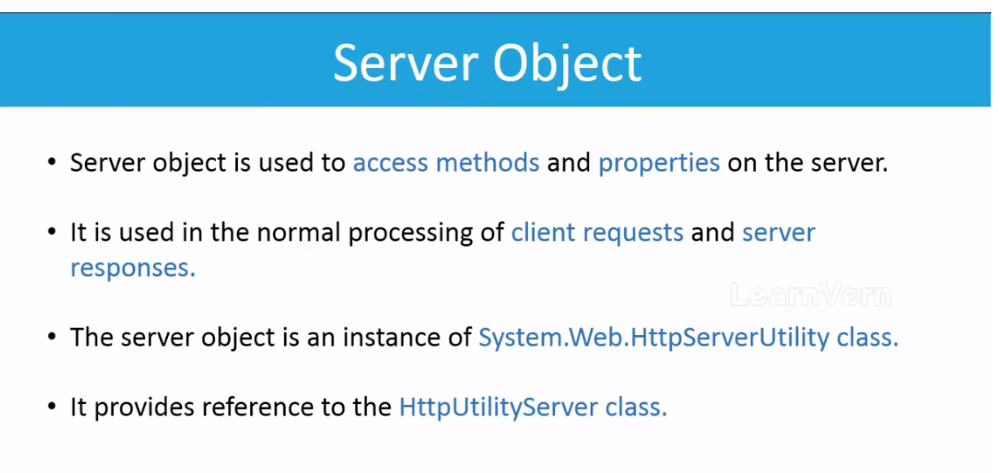 Server Object
• Server object is used to access methods and properties on the server.
• It is used in the normal processing of client requests and server
responses.
LearnVern
• The server object is an instance of System.Web.HttpServerUtility class.
• It provides reference to the HttpUtilityServer class.